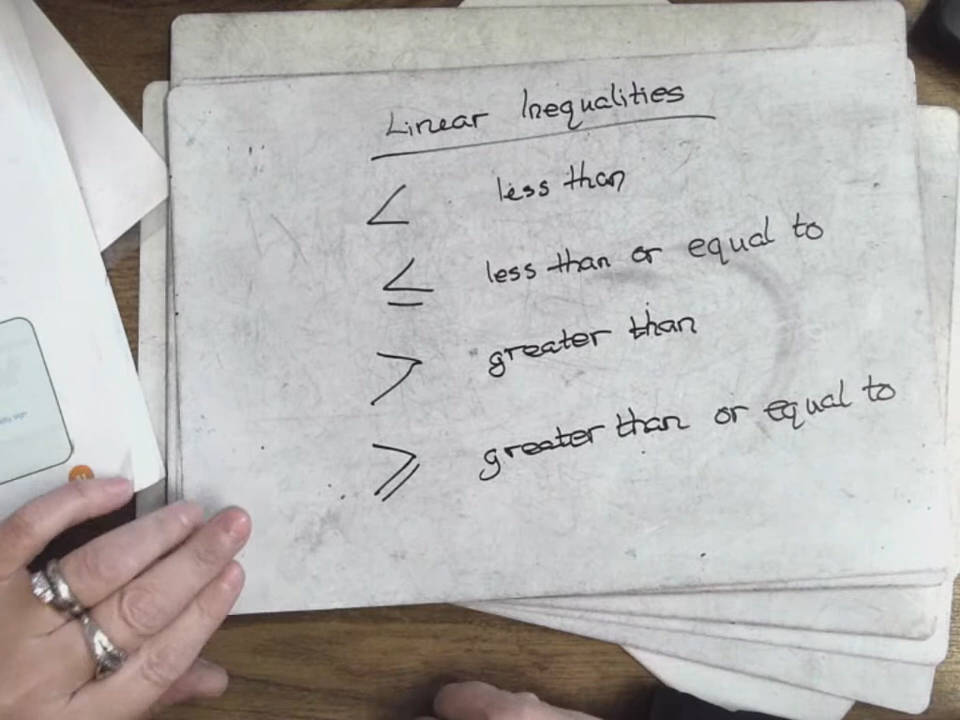 Linear Inequalities
< less than
≤ less than or equal to
> greater than
≥ greater than or equal to